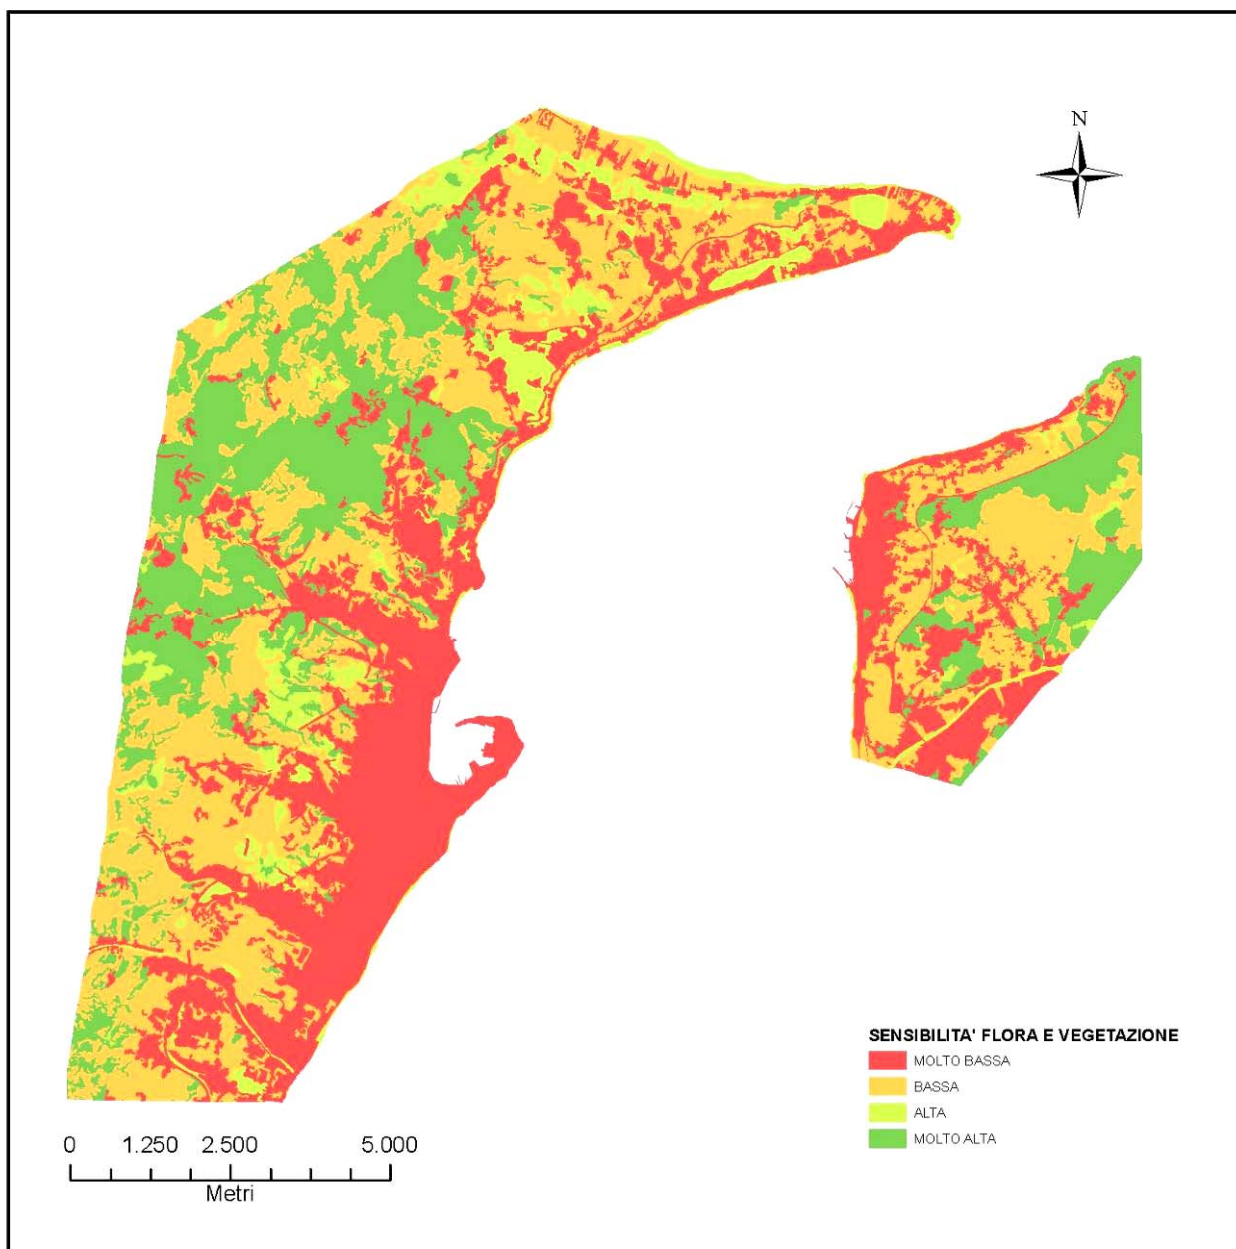 N
SENSIBILITA' FLORA E VEGETAZIONE
MOLTO BASSA
BASSA
ALTA
MOLTO ALTA
0 1.250 2.500 5.000
Metri